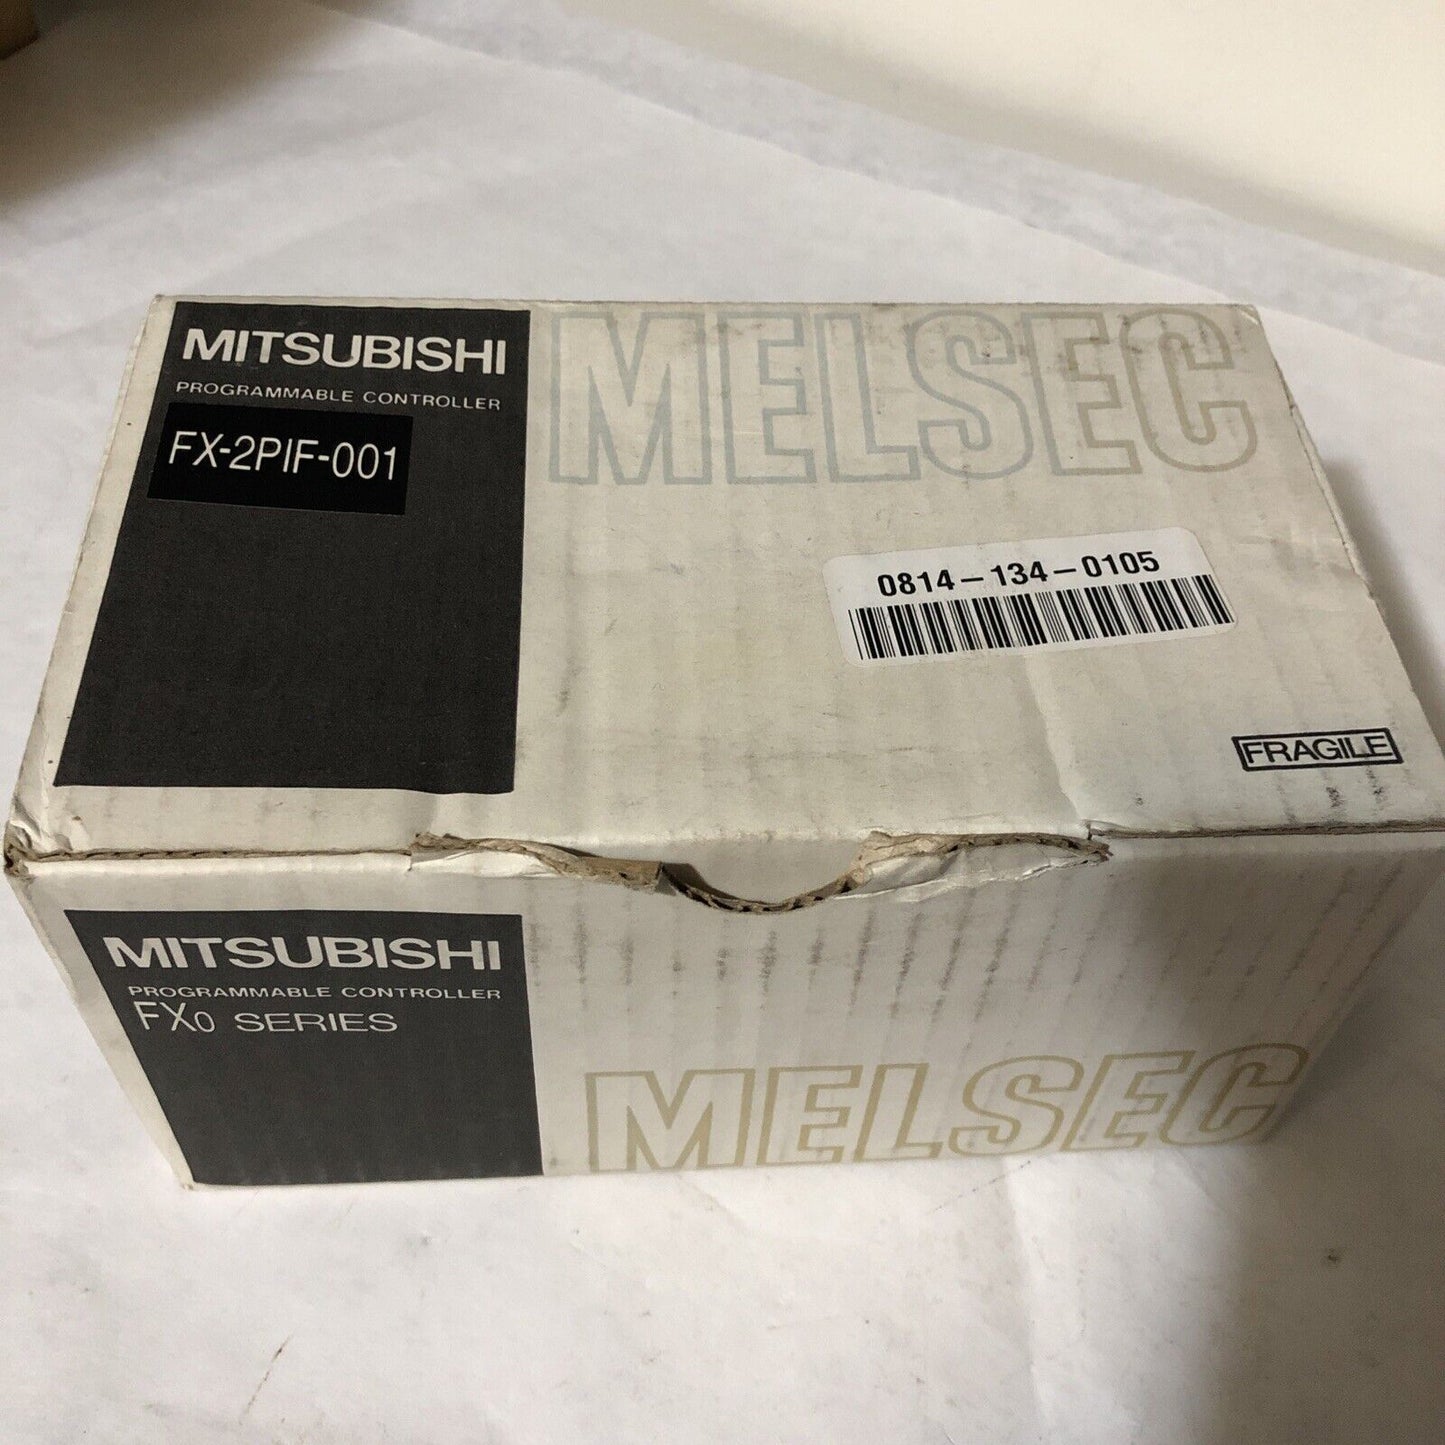 MITSUBISHI
PROGRAMMABLE CONTROLLER
FX-2PIF-001
MELSEC
0814-134-0105
FRAGILE
MITSUBISHI
PROGRAMMABLE CONTROLLER
FX0 SERIES
MELSEC